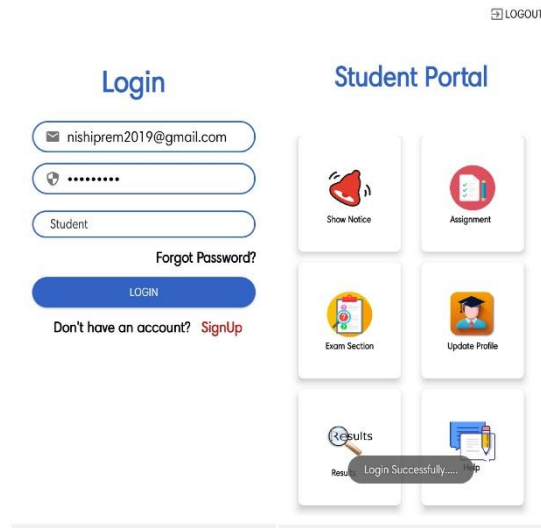 LOGOUT
Login
nishiprem2019@gmail.com
•••••••••
Student
Forgot Password?
LOGIN
Don't have an account? SignUp
Student Portal
Show Notice
Assignment
Exam Section
Update Profile
Results
Results
Help
Login Successfully.....